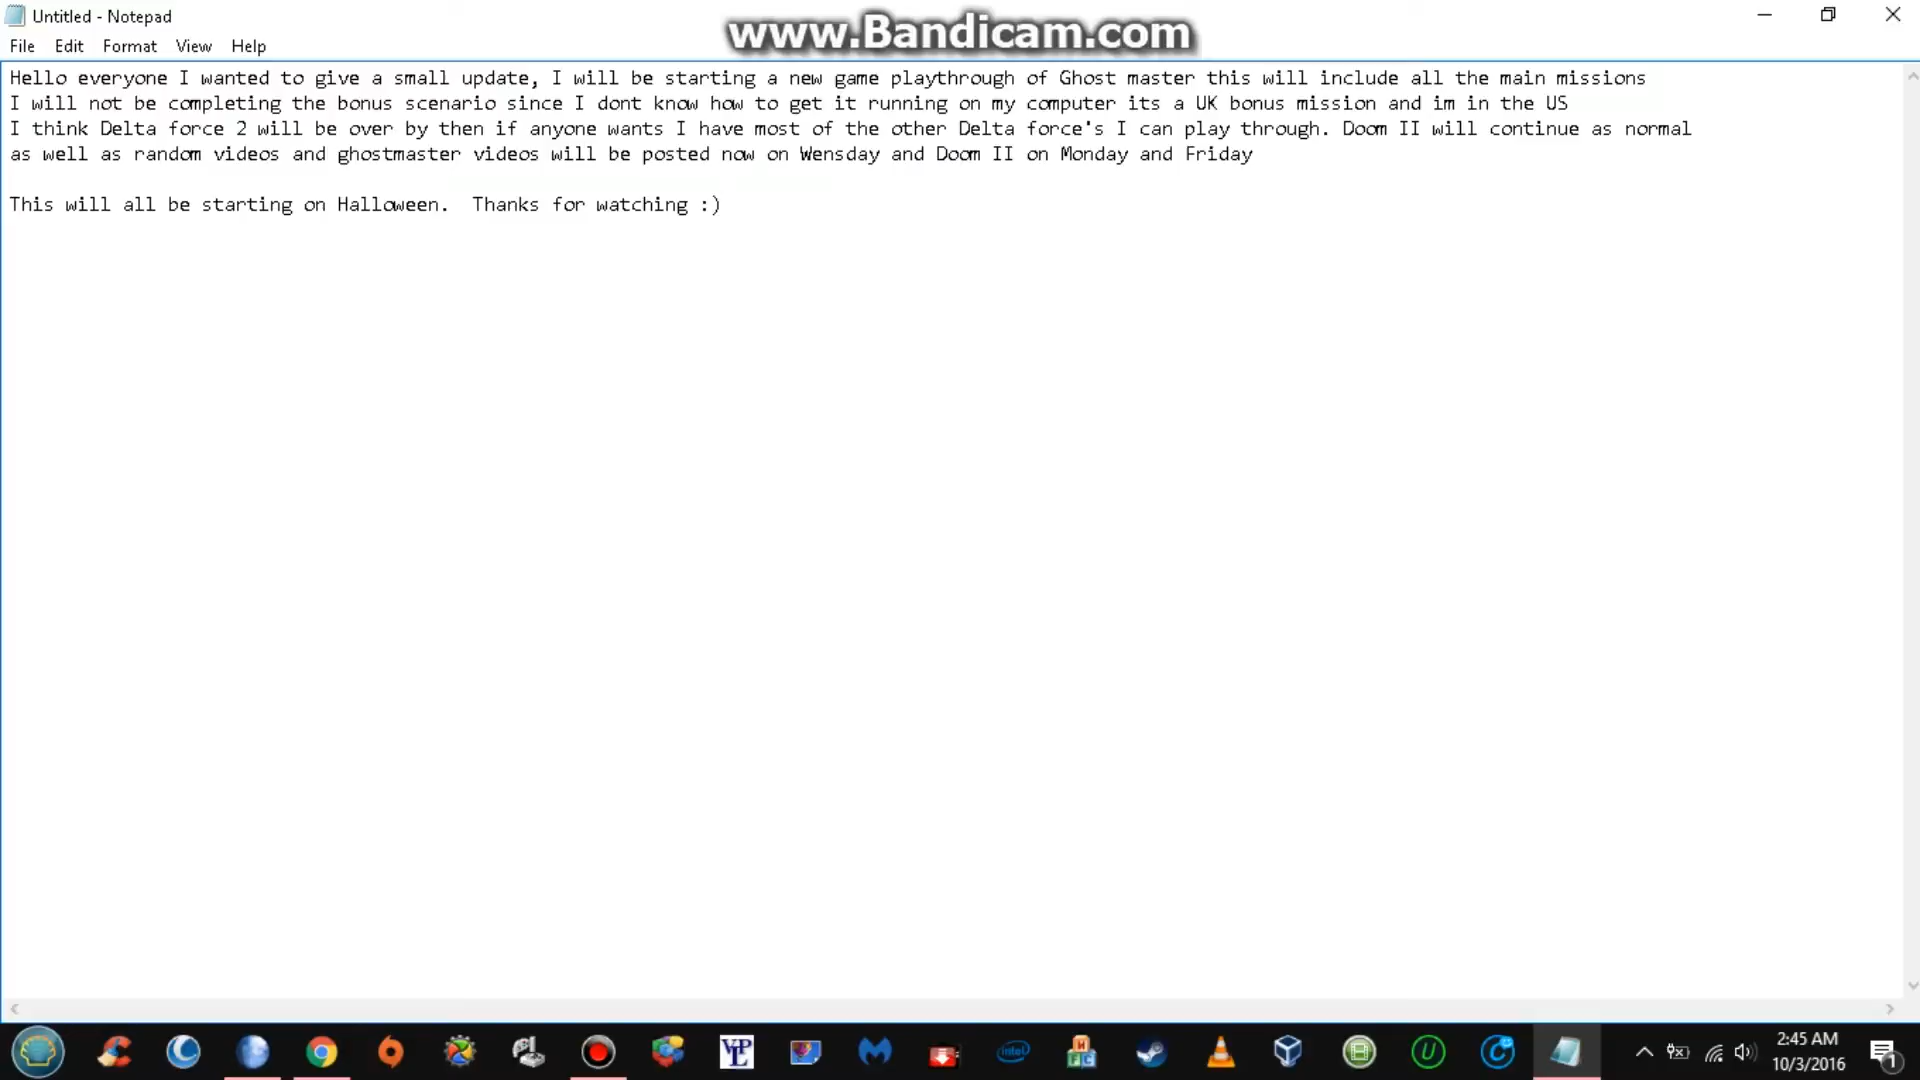 Untitled - Notepad
www.Bandicam.com
File Edit Format View Help
Hello everyone I wanted to give a small update, I will be starting a new game playthrough of Ghost master this will include all the main missions
I will not be completing the bonus scenario since I dont know how to get it running on my computer its a UK bonus mission and im in the US
I think Delta force 2 will be over by then if anyone wants I have most of the other Delta force's I can play through. Doom II will continue as normal
as well as random videos and ghostmaster videos will be posted now on Wensday and Doom II on Monday and Friday
This will all be starting on Halloween.  Thanks for watching :)
VLP
intel
H F C
U
C
2:45 AM
10/3/2016
1